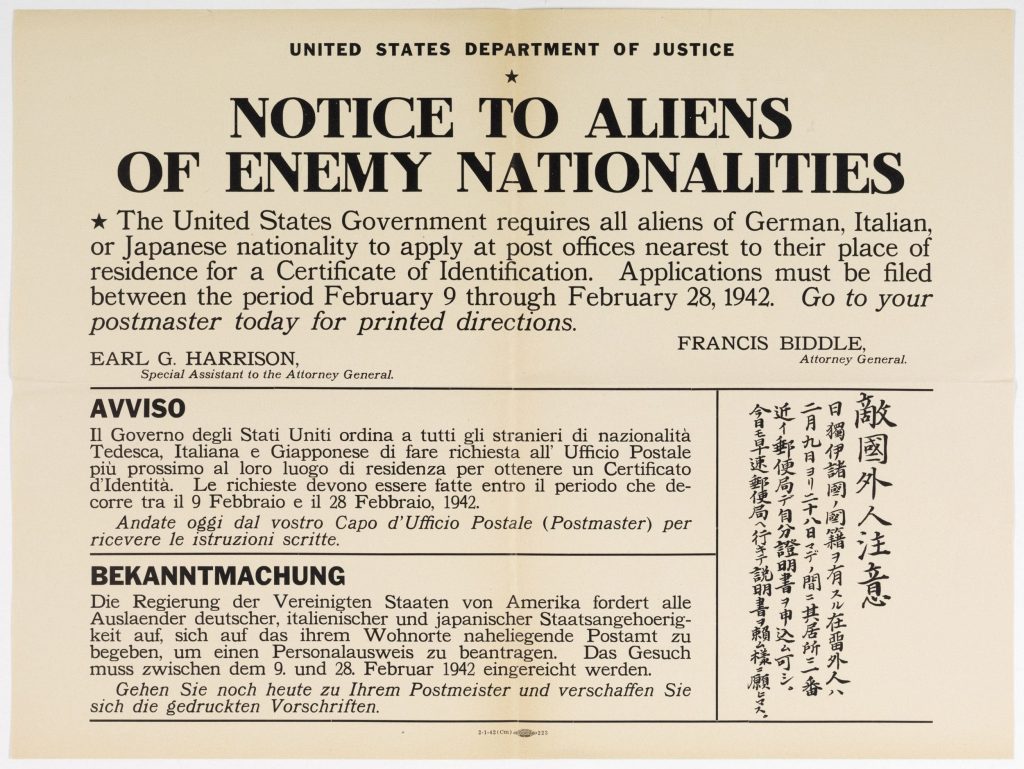 UNITED STATES DEPARTMENT OF JUSTICE
★
NOTICE TO ALIENS
OF ENEMY NATIONALITIES
★ The United States Government requires all aliens of German, Italian,
or Japanese nationality to apply at post offices nearest to their place of
residence for a Certificate of Identification. Applications must be filed
between the period February 9 through February 28, 1942. Go to your
postmaster today for printed directions.
FRANCIS BIDDLE,
Attorney General.
EARL G. HARRISON,
Special Assistant to the Attorney General.
AVVISO
Il Governo degli Stati Uniti ordina a tutti gli stranieri di nazionalità
Tedesca, Italiana e Giapponese di fare richiesta all' Ufficio Postale
più prossimo al loro luogo di residenza per ottenere un Certificato
d'Identità. Le richieste devono essere fatte entro il periodo che de-
corre tra il 9 Febbraio e il 28 Febbraio, 1942.
Andate oggi dal vostro Capo d'Ufficio Postale (Postmaster) per
ricevere le istruzioni scritte.
BEKANNTMACHUNG
Die Regierung der Vereinigten Staaten von Amerika fordert alle
Auslaender deutscher, italienischer und japanischer Staatsangehoerig-
keit auf, sich auf das ihrem Wohnorte naheliegende Postamt zu
begeben, um einen Personalausweis zu beantragen. Das Gesuch
muss zwischen dem 9. und 28. Februar 1942 eingereicht werden.
Gehen Sie noch heute zu Ihrem Postmeister und verschaffen Sie
sich die gedruckten Vorschriften.
敵國外人注意
日獨伊諸國ノ國籍ヲ有スル在畱外人ハ
二月九日ヨリ二十八日マデノ間ニ其居所ニ一番
近イ郵便局デ自分證明書ヲ申込ム可シ。
今日モ早速郵便局ヘ行キテ説明書ヲ頼ム様ニ願ヒマス。
2-1-42 (Cm) 223